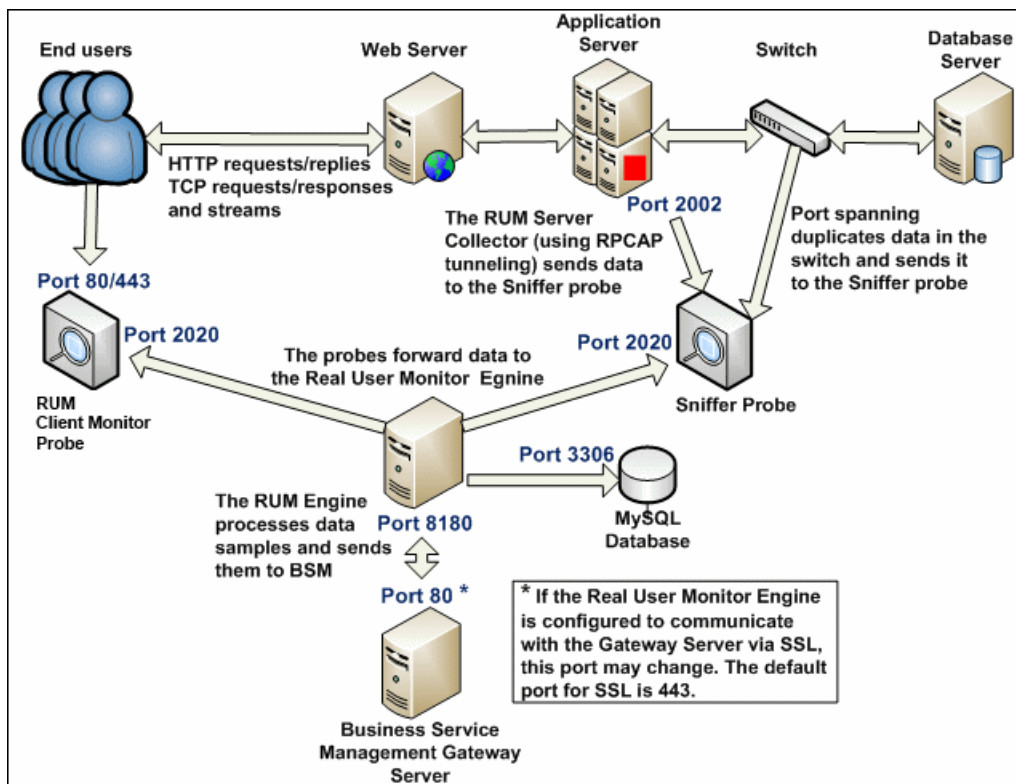 End users
Web Server
Application
Server
Switch
Database
Server
HTTP requests/replies
TCP requests/responses
and streams
Port 2002
The RUM Server
Collector (using RPCAP
tunneling) sends data
to the Sniffer probe
Port spanning
duplicates data in the
switch and sends it
to the Sniffer probe
Port 80/443
Port 2020
RUM
Client Monitor
Probe
The probes forward data to
the Real User Monitor Egnine
Port 2020
Sniffer Probe
Port 3306
MySQL
Database
The RUM Engine
processes data
samples and sends
them to BSM
Port 8180
Port 80 *
Business Service
Management Gateway
Server
* If the Real User Monitor Engine
is configured to communicate
with the Gateway Server via SSL,
this port may change. The default
port for SSL is 443.